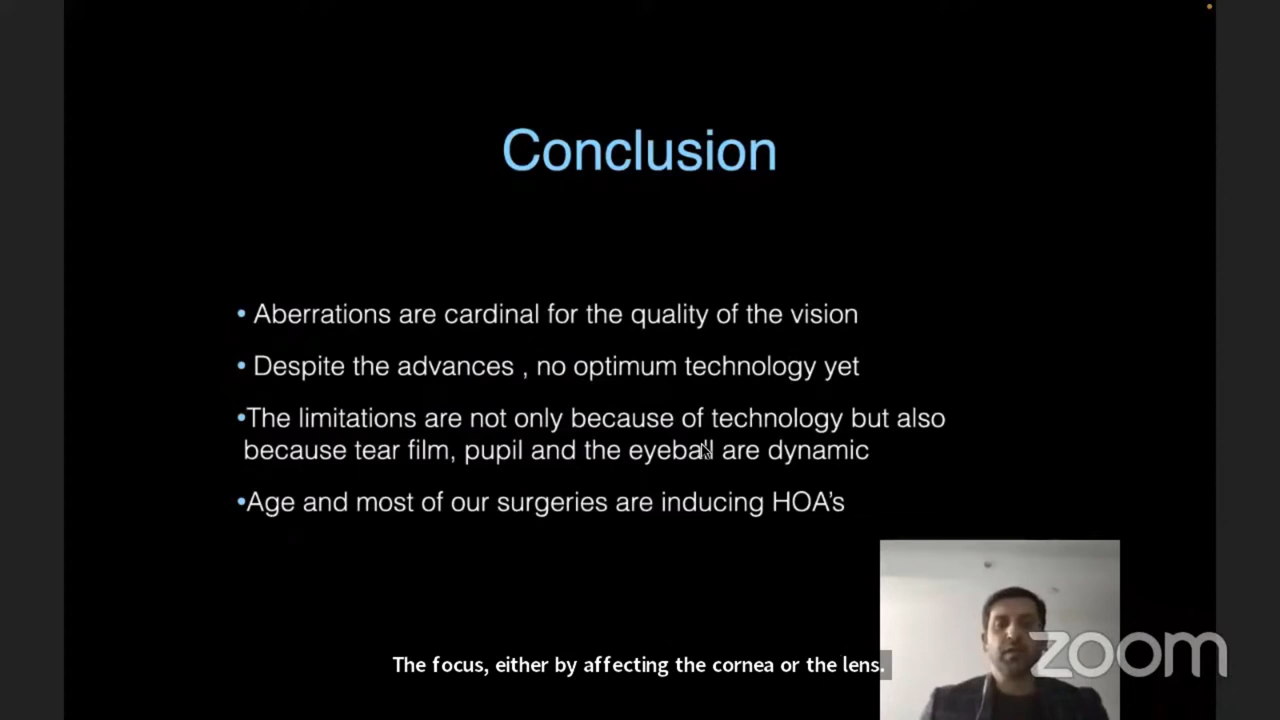 Conclusion
• Aberrations are cardinal for the quality of the vision
• Despite the advances , no optimum technology yet
•The limitations are not only because of technology but also
because tear film, pupil and the eyeball are dynamic
•Age and most of our surgeries are inducing HOA’s
The focus, either by affecting the cornea or the lens.
zoom